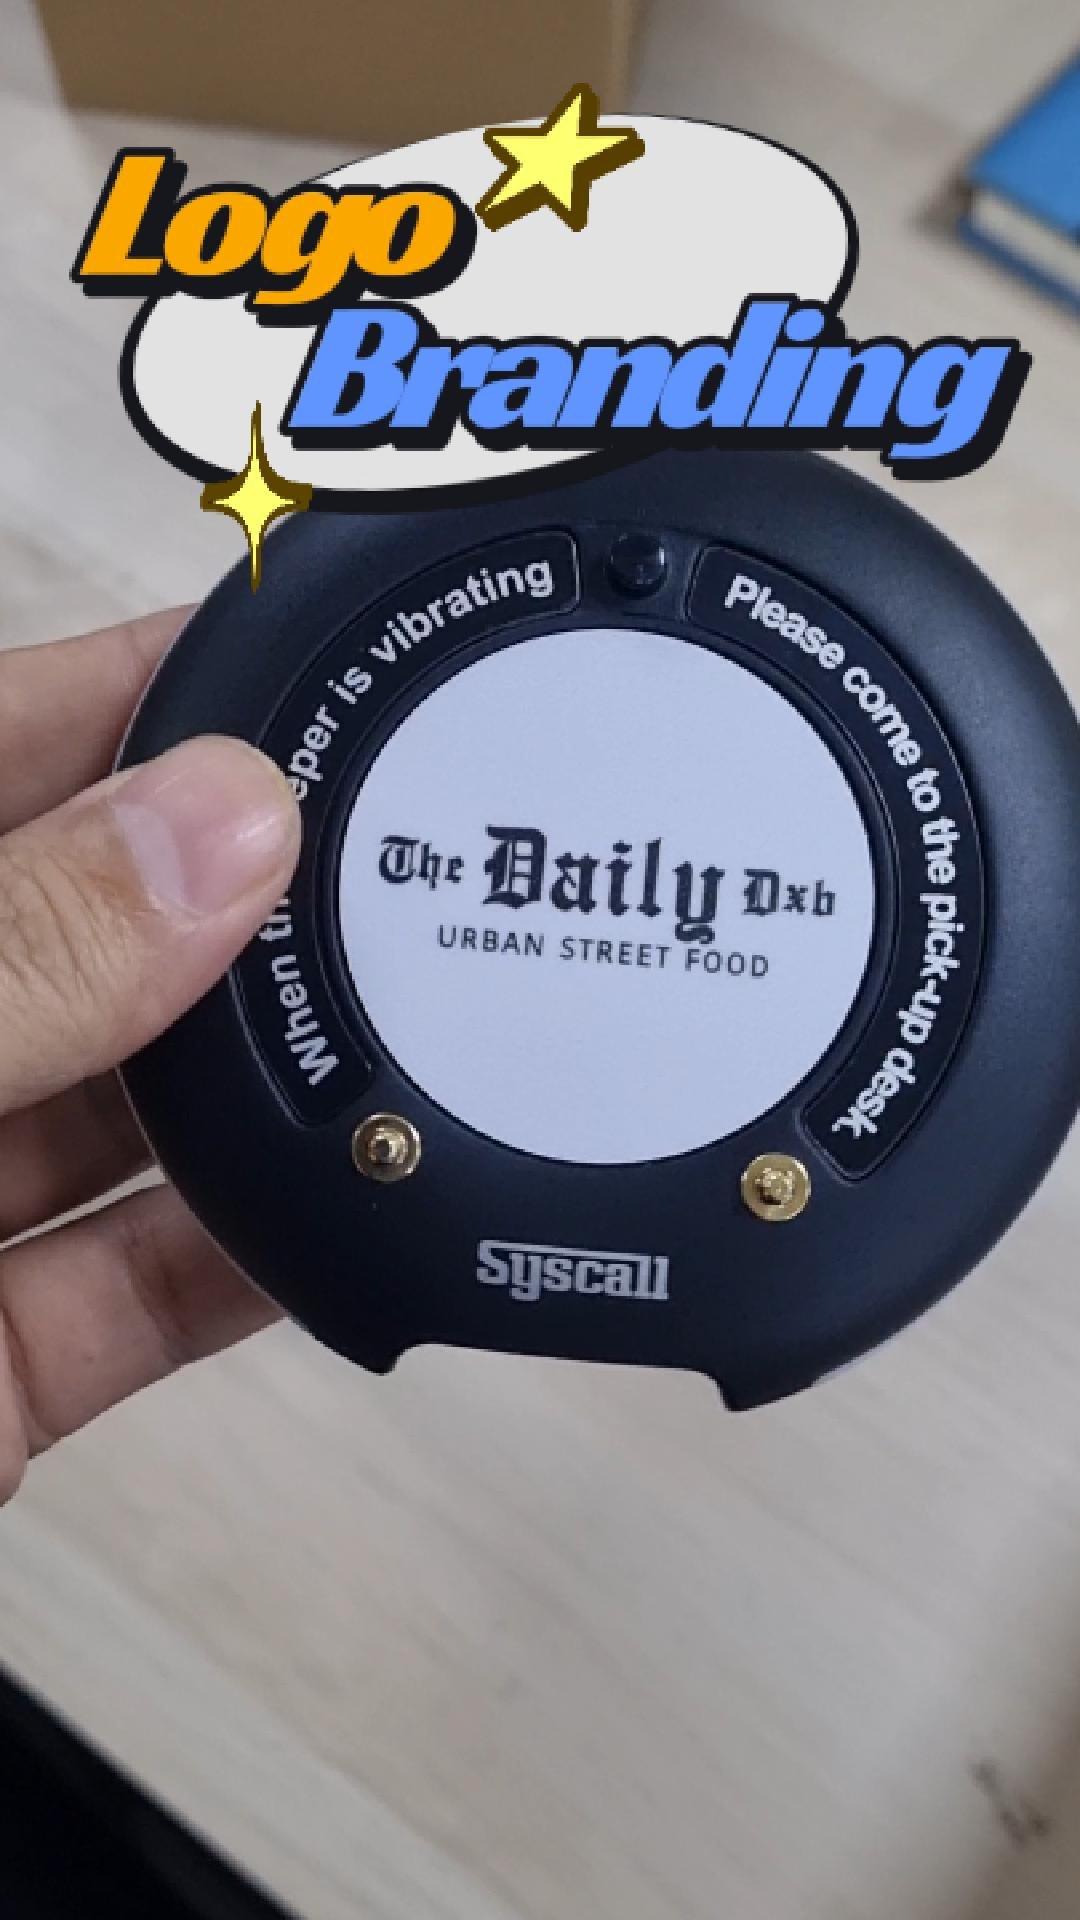 Logo
Branding
When th eper is vibrating
Please come to the pick-up desk
The Daily Dxb
URBAN STREET FOOD
Syscall